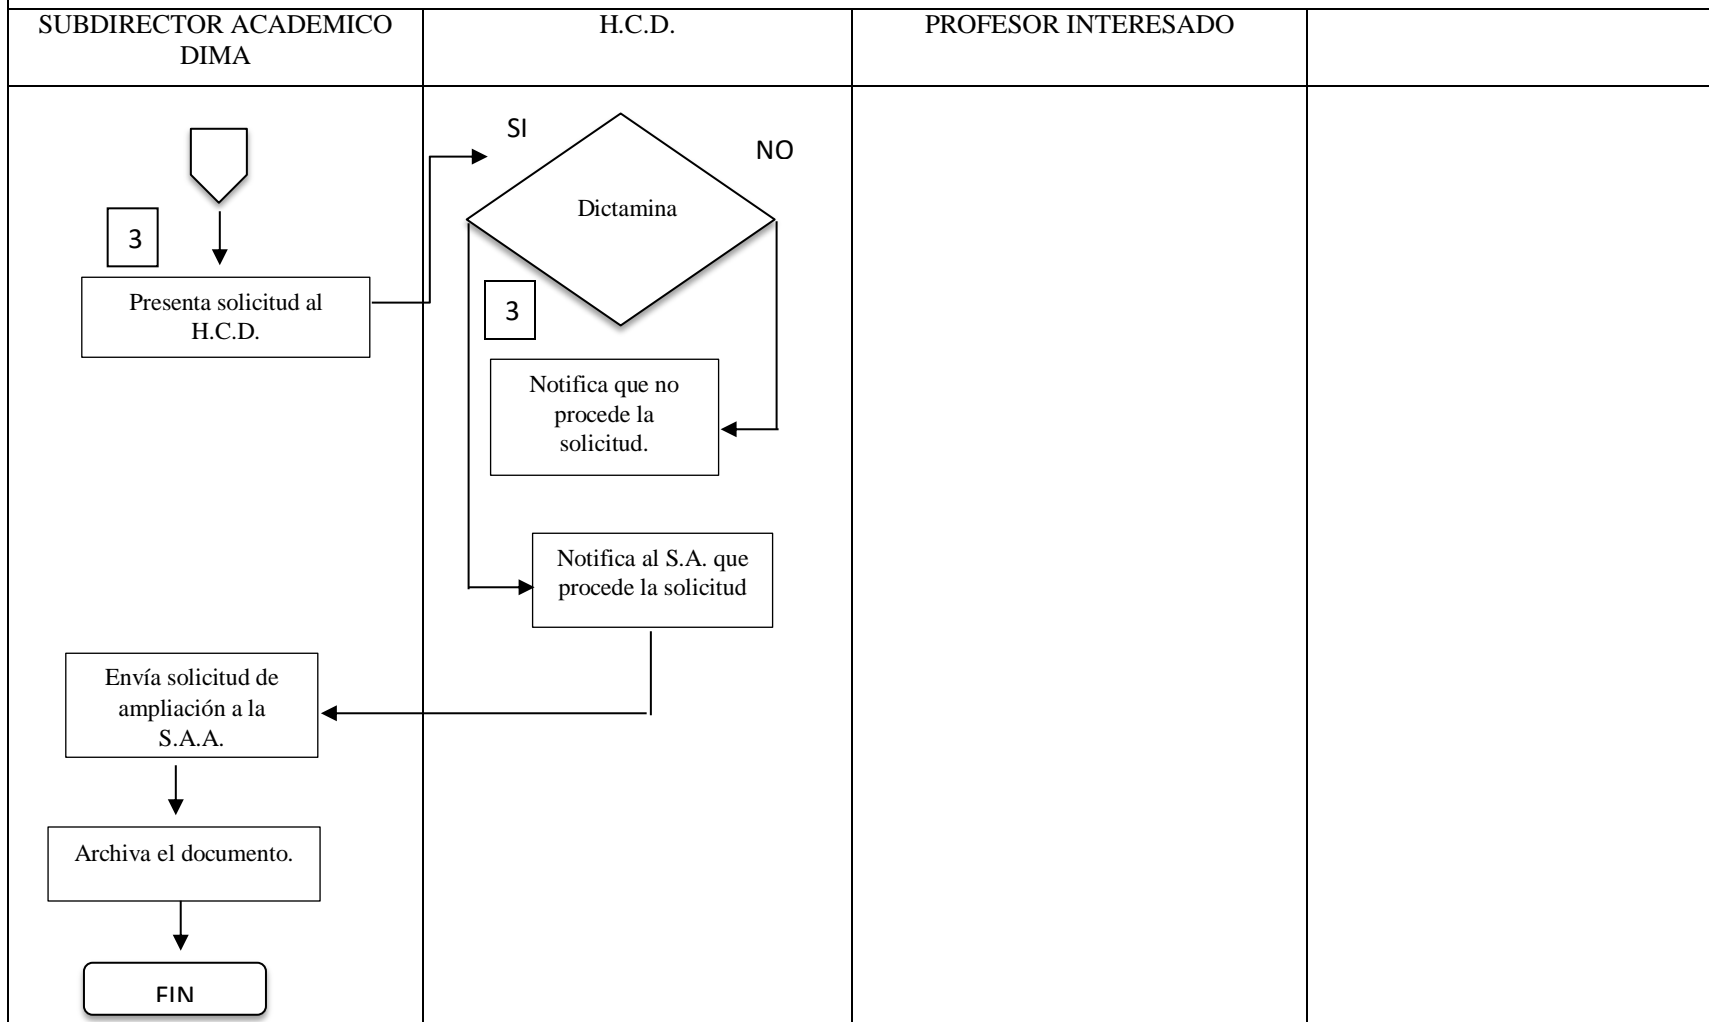 SUBDIRECTOR ACADEMICO
DIMA
H.C.D.
PROFESOR INTERESADO
SI
NO
Dictamina
3
Presenta solicitud al
H.C.D.
3
Notifica que no
procede la
solicitud.
Notifica al S.A. que
procede la solicitud
Envía solicitud de
ampliación a la
S.A.A.
Archiva el documento.
FIN